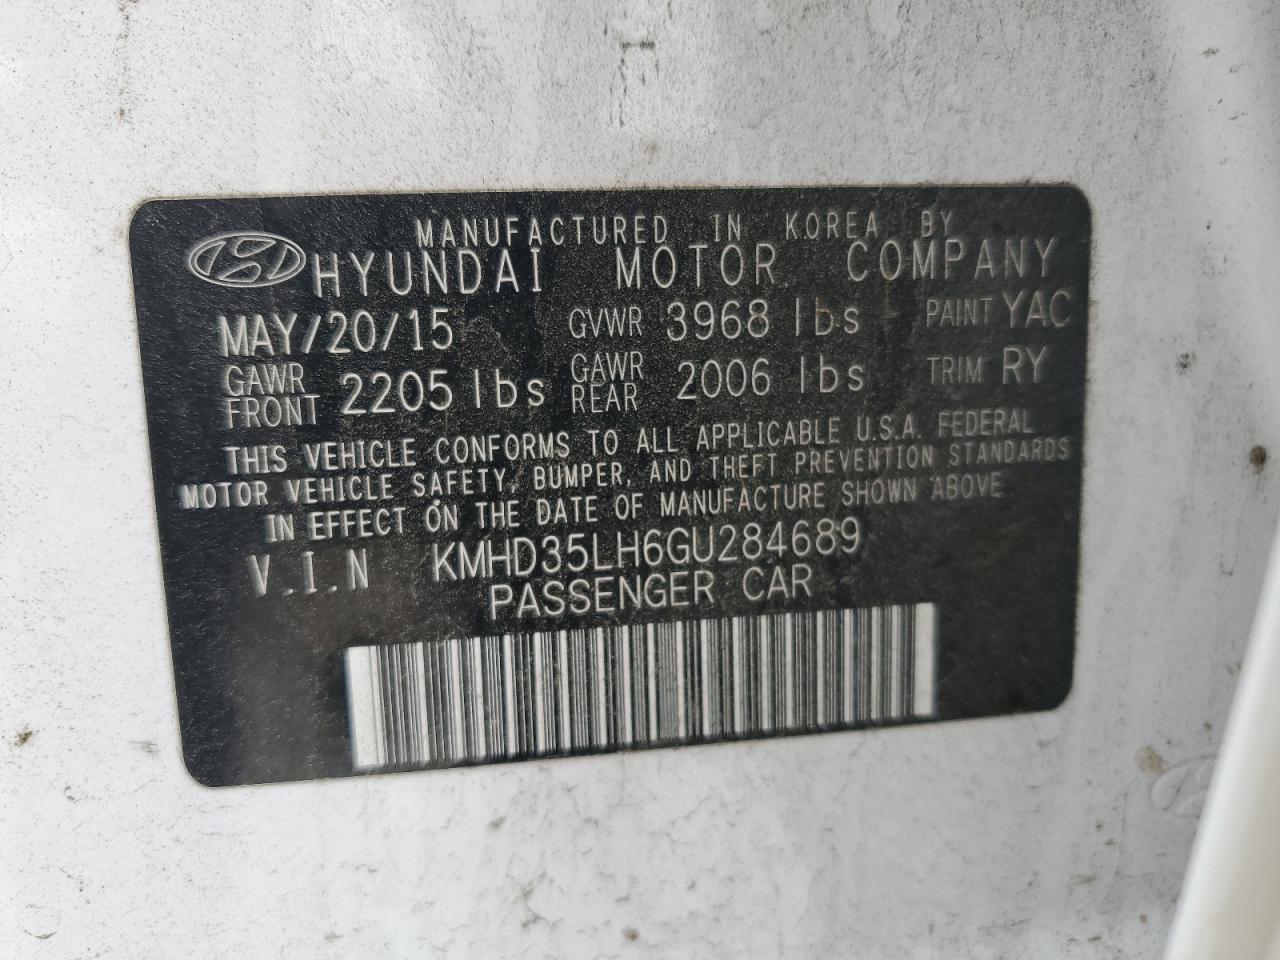 MANUFACTURED IN KOREA BY
HYUNDAI MOTOR COMPANY
MAY/20/15 GVWR 3968 lbs PAINT YAC
GAWR FRONT 2205 lbs GAWR REAR 2006 lbs TRIM RY
THIS VEHICLE CONFORMS TO ALL APPLICABLE U.S.A. FEDERAL
MOTOR VEHICLE SAFETY, BUMPER, AND THEFT PREVENTION STANDARDS
IN EFFECT ON THE DATE OF MANUFACTURE SHOWN ABOVE
V.I.N KMHD35LH6GU284689
PASSENGER CAR